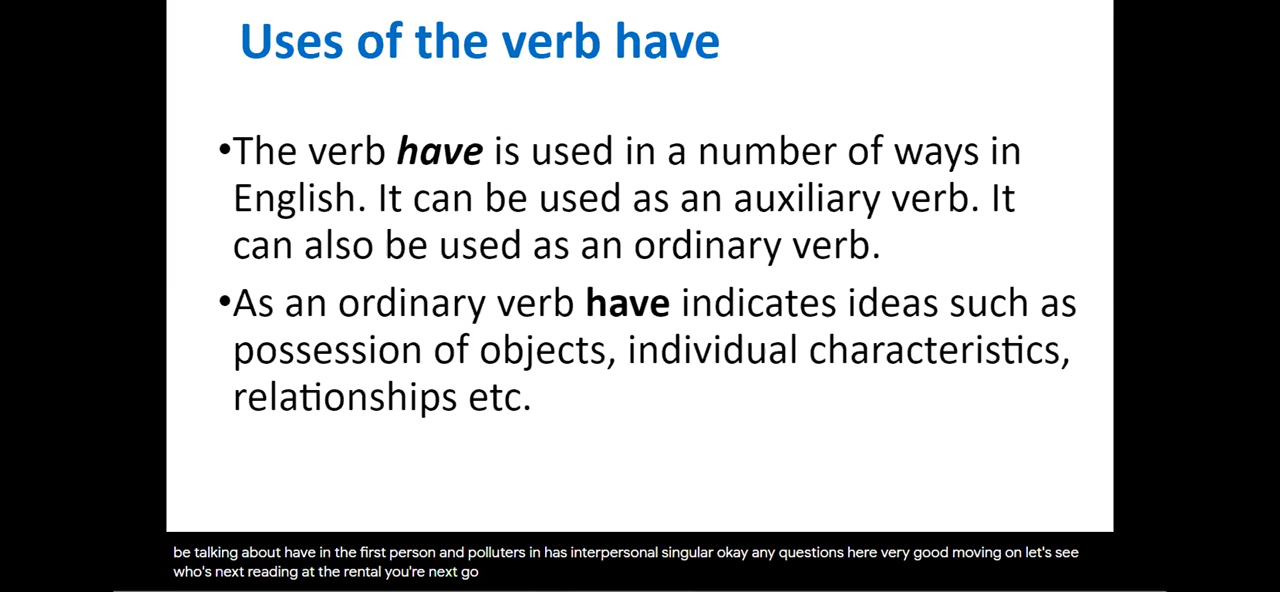 Uses of the verb have
•The verb have is used in a number of ways in
English. It can be used as an auxiliary verb. It
can also be used as an ordinary verb.
•As an ordinary verb have indicates ideas such as
possession of objects, individual characteristics,
relationships etc.
be talking about have in the first person and polluters in has interpersonal singular okay any questions here very good moving on let's see
who's next reading at the rental you're next go